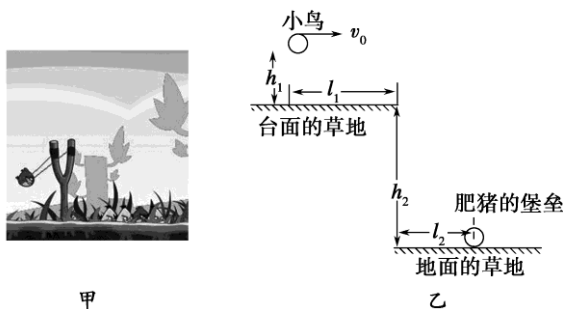 小鸟
v₀
h₁
l₁
台面的草地
h₂
肥猪的堡垒
l₂
地面的草地
甲
乙